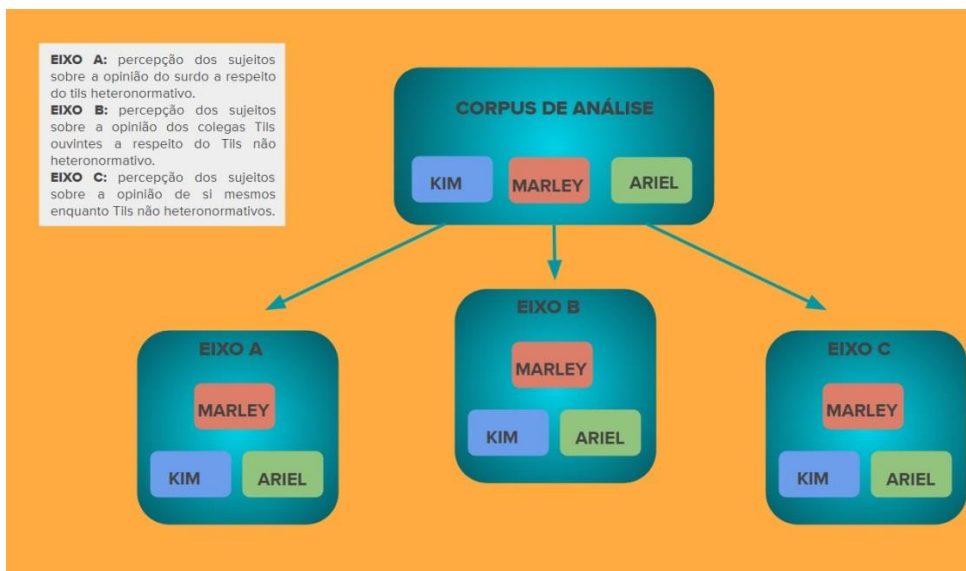 EIXO A: percepção dos sujeitos
sobre a opinião do surdo a respeito
do tils heteronormativo.
EIXO B: percepção dos sujeitos
sobre a opinião dos colegas Tils
ouvintes a respeito do Tils não
heteronormativo.
EIXO C: percepção dos sujeitos
sobre a opinião de si mesmos
enquanto Tils não heteronormativos.
CORPUS DE ANÁLISE
KIM MARLEY ARIEL
EIXO A
MARLEY
KIM ARIEL
EIXO B
MARLEY
KIM ARIEL
EIXO C
MARLEY
KIM ARIEL